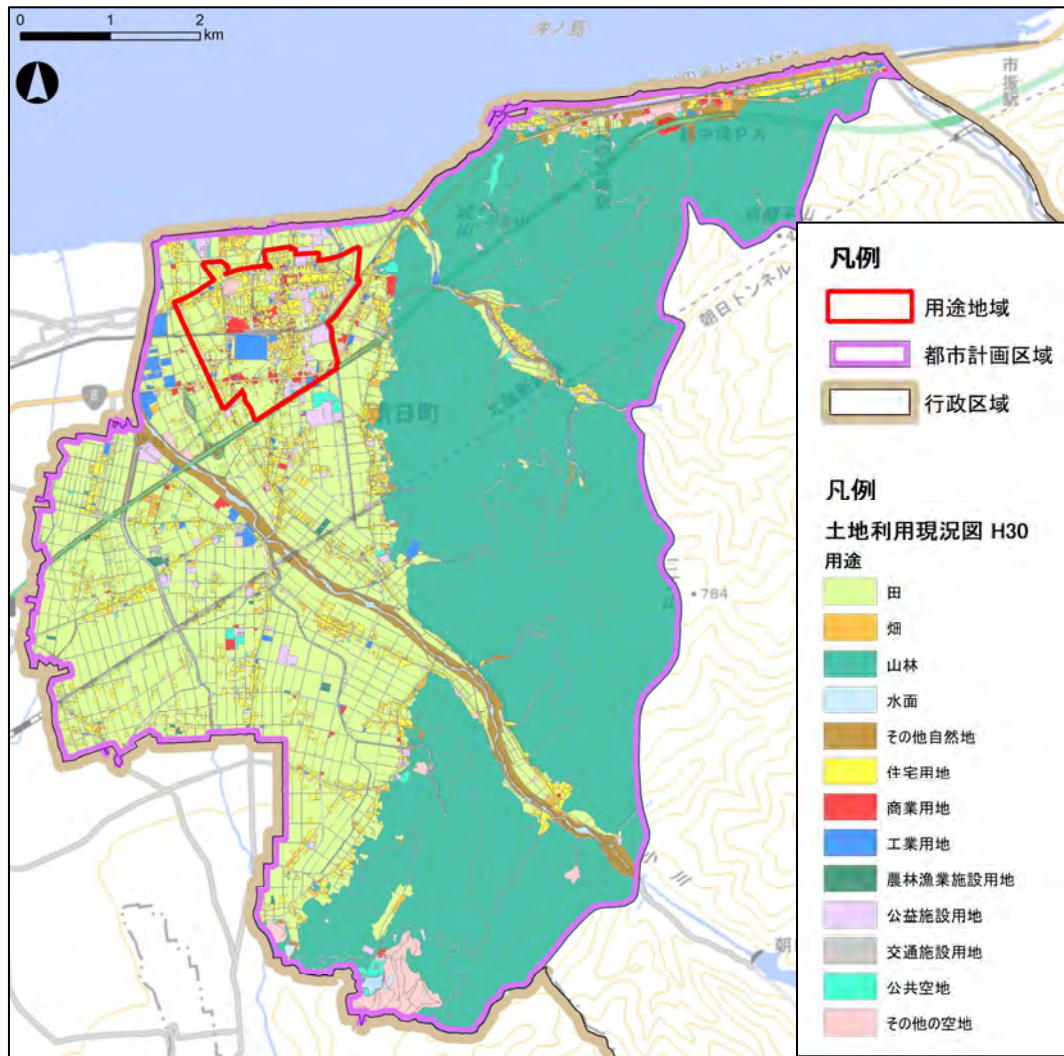 0 1 2
km
沖ノ島
市振駅
朝日トンネル
8
朝日町
784
凡例
用途地域
都市計画区域
行政区域
凡例
土地利用現況図 H30
用途
田
畑
山林
水面
その他自然地
住宅用地
商業用地
工業用地
農林漁業施設用地
公益施設用地
交通施設用地
公共空地
その他の空地